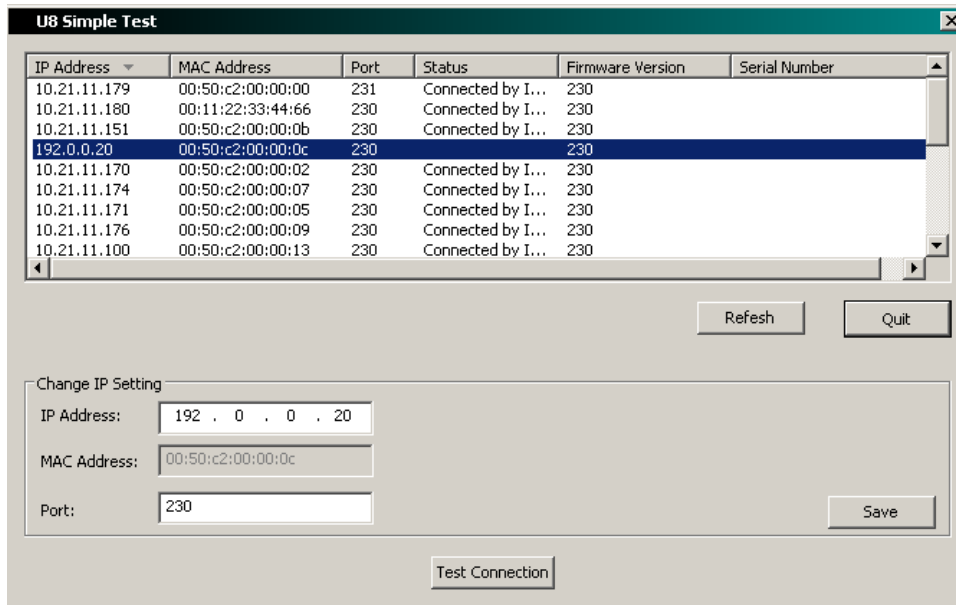 U8 Simple Test
IP Address MAC Address Port Status Firmware Version Serial Number
10.21.11.179 00:50:c2:00:00:00 231 Connected by I... 230
10.21.11.180 00:11:22:33:44:66 230 Connected by I... 230
10.21.11.151 00:50:c2:00:00:0b 230 Connected by I... 230
192.0.0.20 00:50:c2:00:00:0c 230 230
10.21.11.170 00:50:c2:00:00:02 230 Connected by I... 230
10.21.11.174 00:50:c2:00:00:07 230 Connected by I... 230
10.21.11.171 00:50:c2:00:00:05 230 Connected by I... 230
10.21.11.176 00:50:c2:00:00:09 230 Connected by I... 230
10.21.11.100 00:50:c2:00:00:13 230 Connected by I... 230
Refesh Quit
Change IP Setting
IP Address: 192 . 0 . 0 . 20
MAC Address: 00:50:c2:00:00:0c
Port: 230
Save
Test Connection